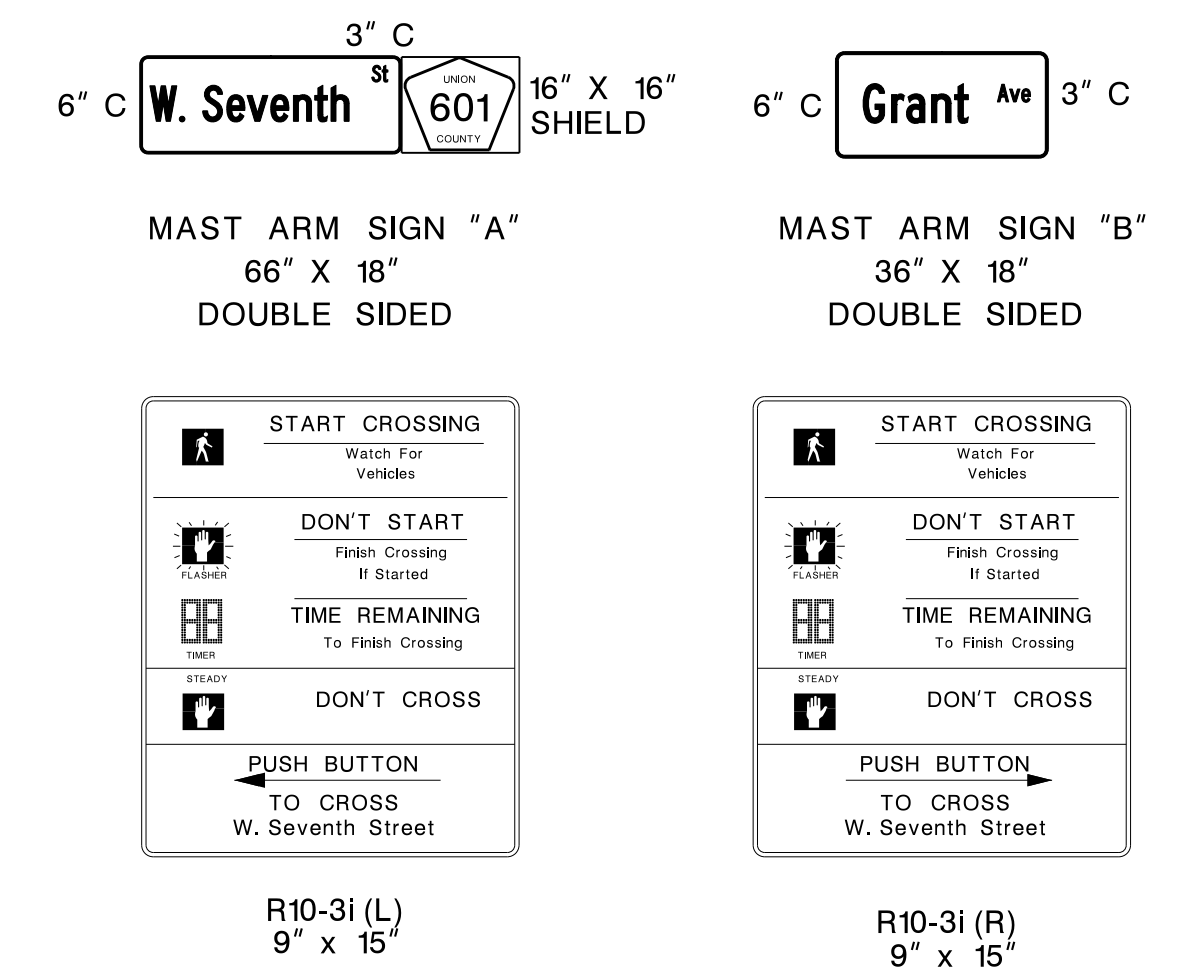 3" C
6" C
W. Seventh St
UNION
601
COUNTY
16" X 16"
SHIELD
MAST ARM SIGN "A"
66" X 18"
DOUBLE SIDED
6" C
Grant Ave
3" C
MAST ARM SIGN "B"
36" X 18"
DOUBLE SIDED
START CROSSING
Watch For
Vehicles
DON'T START
Finish Crossing
If Started
FLASHER
TIME REMAINING
To Finish Crossing
TIMER
STEADY
DON'T CROSS
PUSH BUTTON
TO CROSS
W. Seventh Street
R10-3i (L)
9" x 15"
START CROSSING
Watch For
Vehicles
DON'T START
Finish Crossing
If Started
FLASHER
TIME REMAINING
To Finish Crossing
TIMER
STEADY
DON'T CROSS
PUSH BUTTON
TO CROSS
W. Seventh Street
R10-3i (R)
9" x 15"